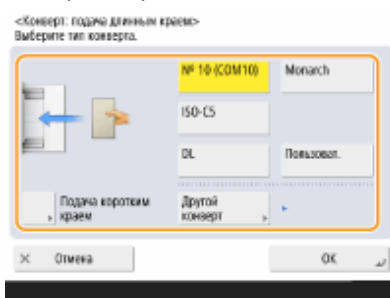 <Конверт: подача длинным краем>
Выберите тип конверта.
№ 10 (COM10)
Monarch
ISO-C5
DL
Пользоват.
Подача коротким
краем
Другой
конверт
Отмена
OK